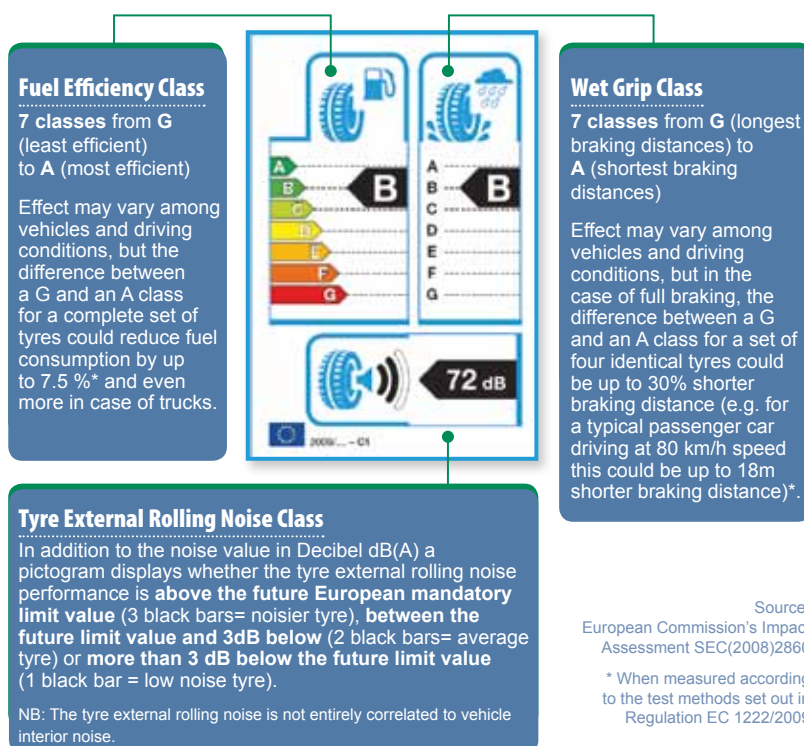 Fuel Efficiency Class
7 classes from G
(least efficient)
to A (most efficient)
Effect may vary among
vehicles and driving
conditions, but the
difference between
a G and an A class
for a complete set of
tyres could reduce fuel
consumption by up
to 7.5 %* and even
more in case of trucks.
A
B
C
D
E
F
G
B
A
B
C
D
E
F
G
B
72 dB
- C1
Wet Grip Class
7 classes from G (longest
braking distances) to
A (shortest braking
distances)
Effect may vary among
vehicles and driving
conditions, but in the
case of full braking, the
difference between a G
and an A class for a set of
four identical tyres could
be up to 30% shorter
braking distance (e.g. for
a typical passenger car
driving at 80 km/h speed
this could be up to 18m
shorter braking distance)*.
Tyre External Rolling Noise Class
In addition to the noise value in Decibel dB(A) a
pictogram displays whether the tyre external rolling noise
performance is above the future European mandatory
limit value (3 black bars= noisier tyre), between the
future limit value and 3dB below (2 black bars= average
tyre) or more than 3 dB below the future limit value
(1 black bar = low noise tyre).
NB: The tyre external rolling noise is not entirely correlated to vehicle
interior noise.
Source
European Commission's Impac
Assessment SEC(2008)2860
* When measured according
to the test methods set out in
Regulation EC 1222/2009